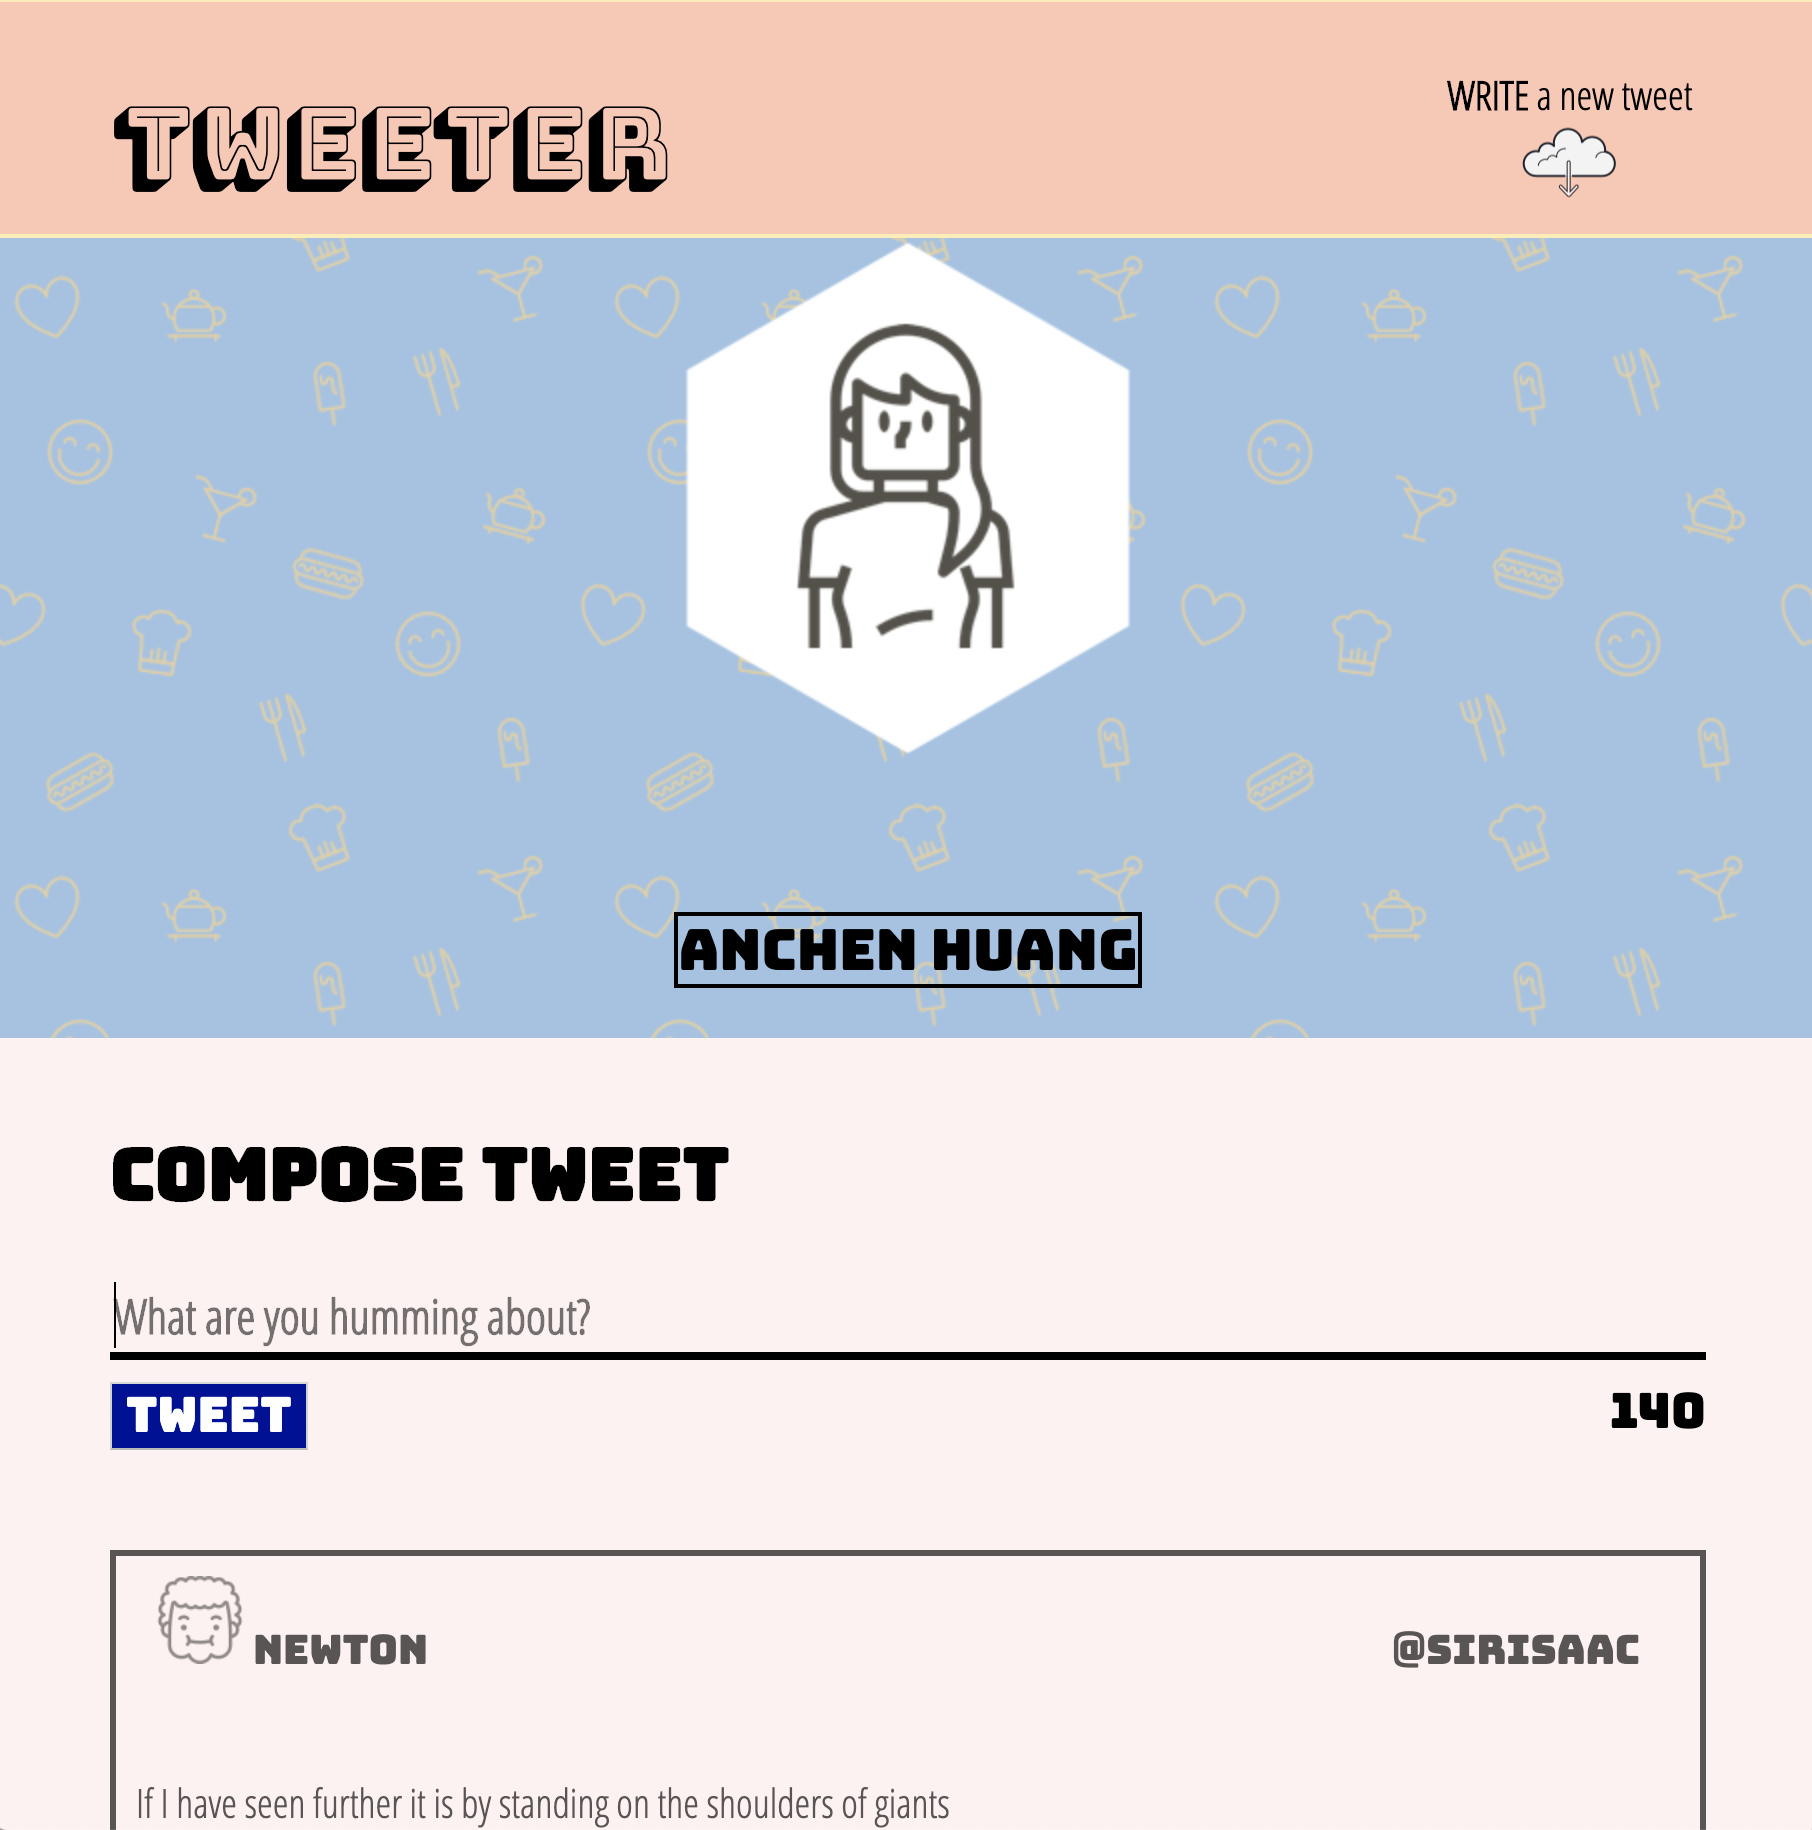 TWEETER
WRITE a new tweet
ANCHEN HUANG
COMPOSE TWEET
What are you humming about?
TWEET
140
NEWTON
@SIRISAAC
If I have seen further it is by standing on the shoulders of giants